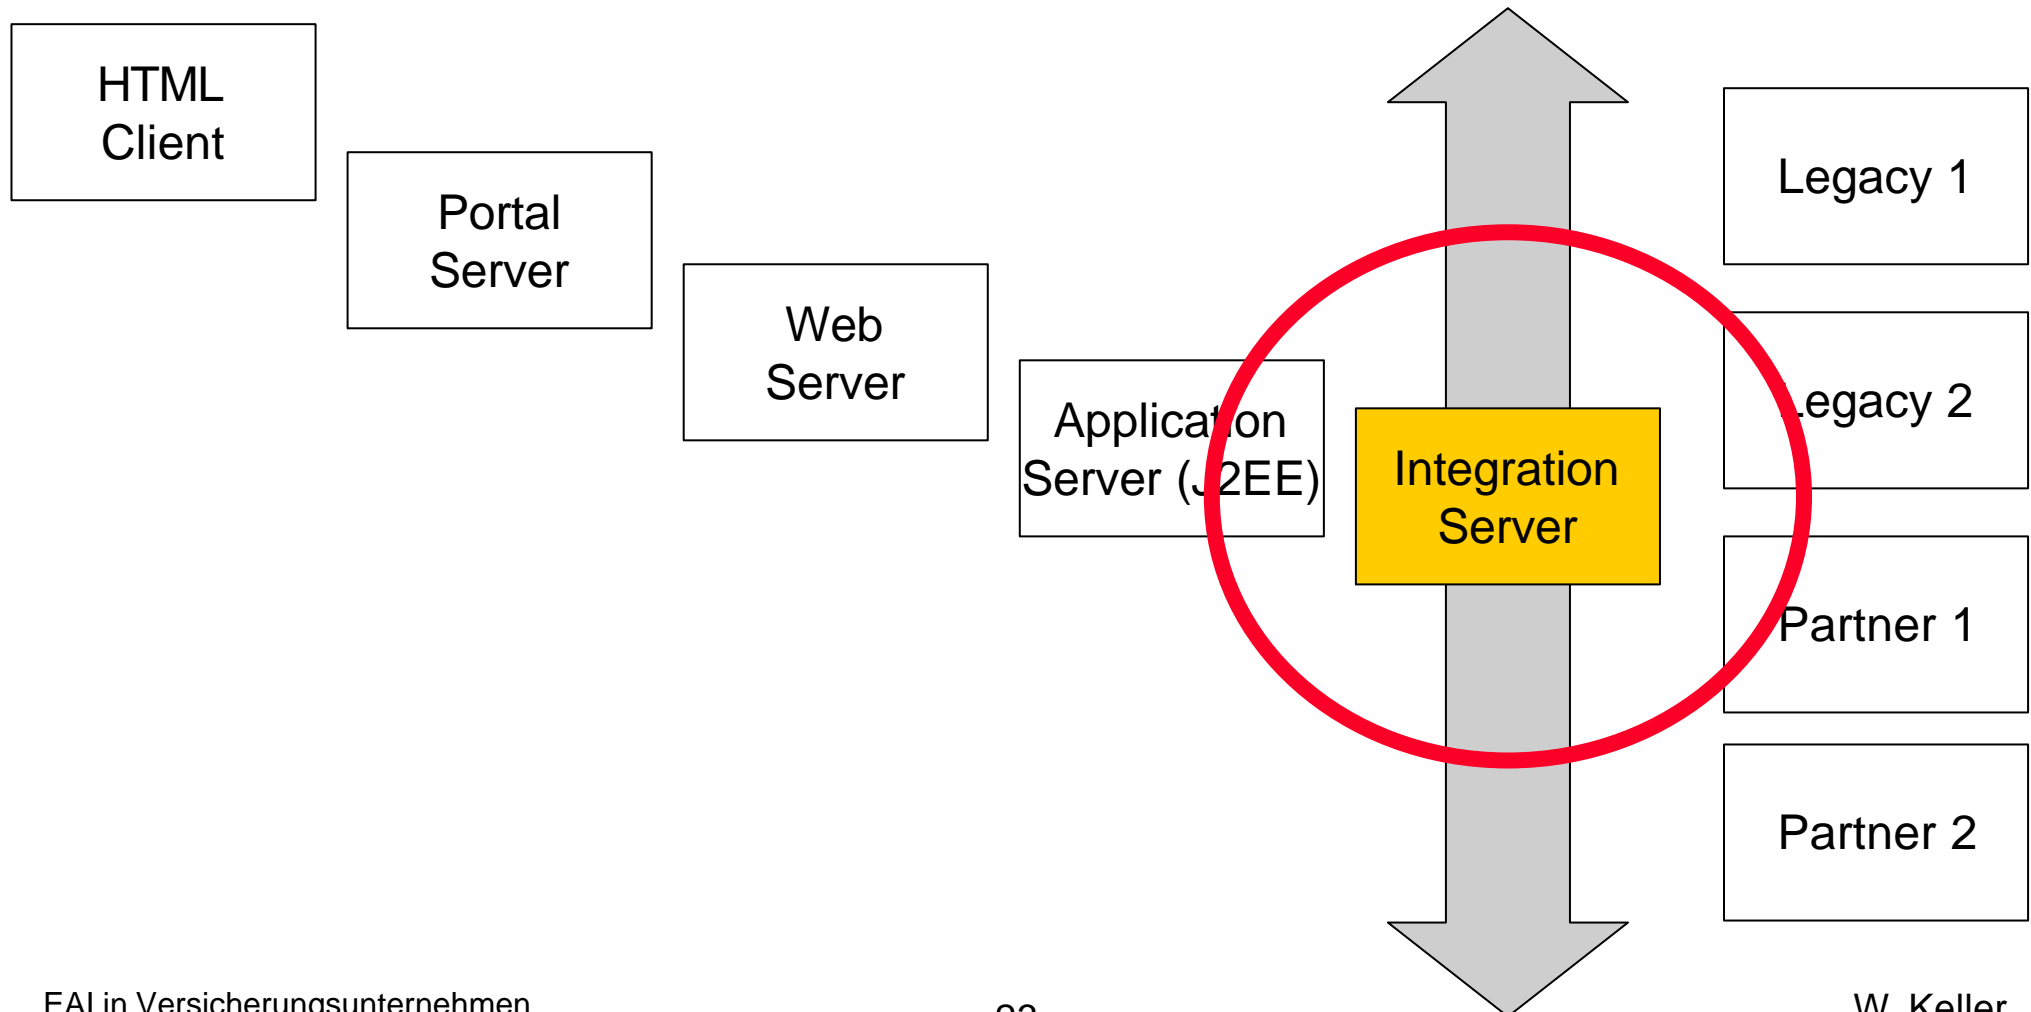 HTML
Client
Portal
Server
Web
Server
Application
Server (J2EE)
Integration
Server
Legacy 1
Legacy 2
Partner 1
Partner 2
EAI in Versicherungsunternehmen
W. Keller